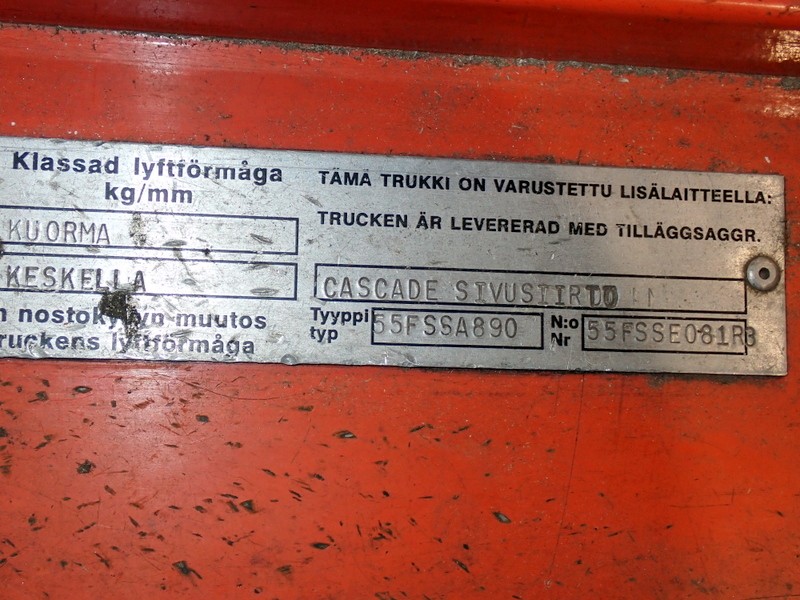 Klassad lyftförmåga
kg/mm
KUORMA
KESKELLA
nostokyvyn muutos
truckens lyftförmåga
TÄMÄ TRUKKI ON VARUSTETTU LISÄLAITTEELLA:
TRUCKEN ÄR LEVERERAD MED TILLÄGGSAGGR.
CASCADE SIVUSIIRTO
Tyyppi 55FSSA890 N:o 55FSSE081R3
typ Nr